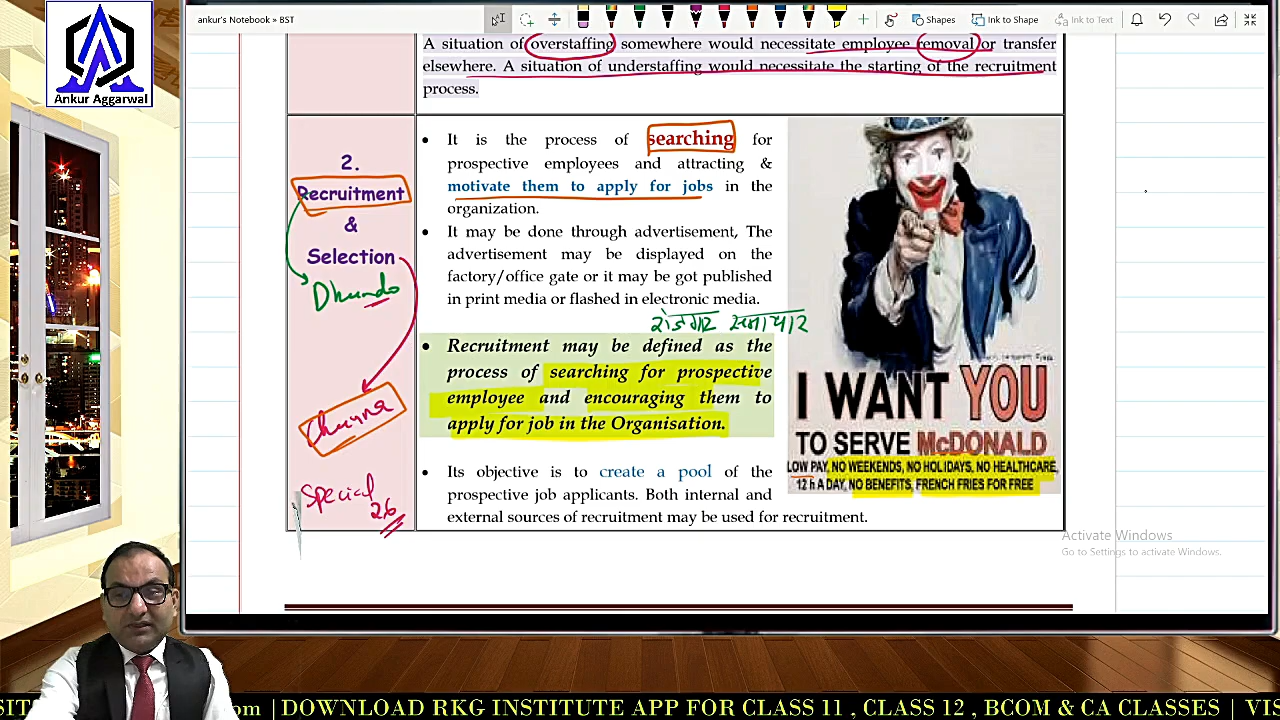 ankur's Notebook » BST
Shapes
Ink to Shape
Ink to Text
Ankur Aggarwal
A situation of overstaffing somewhere would necessitate employee removal or transfer
elsewhere. A situation of understaffing would necessitate the starting of the recruitment
process.
2.
Recruitment
&
Selection
Dhundo
Chunna
Special
26
• It is the process of searching for
prospective employees and attracting &
motivate them to apply for jobs in the
organization.
• It may be done through advertisement, The
advertisement may be displayed on the
factory/office gate or it may be got published
in print media or flashed in electronic media.
रोजगार समाचार
• Recruitment may be defined as the
process of searching for prospective
employee and encouraging them to
apply for job in the Organisation.
• Its objective is to create a pool of the
prospective job applicants. Both internal and
external sources of recruitment may be used for recruitment.
I WANT YOU
TO SERVE McDONALD
LOW PAY, NO WEEKENDS, NO HOLIDAYS, NO HEALTHCARE,
12 h A DAY, NO BENEFITS, FRENCH FRIES FOR FREE
Activate Windows
Go to Settings to activate Windows.
om |DOWNLOAD RKG INSTITUTE APP FOR CLASS 11 , CLASS 12 , BCOM & CA CLASSES | VIS